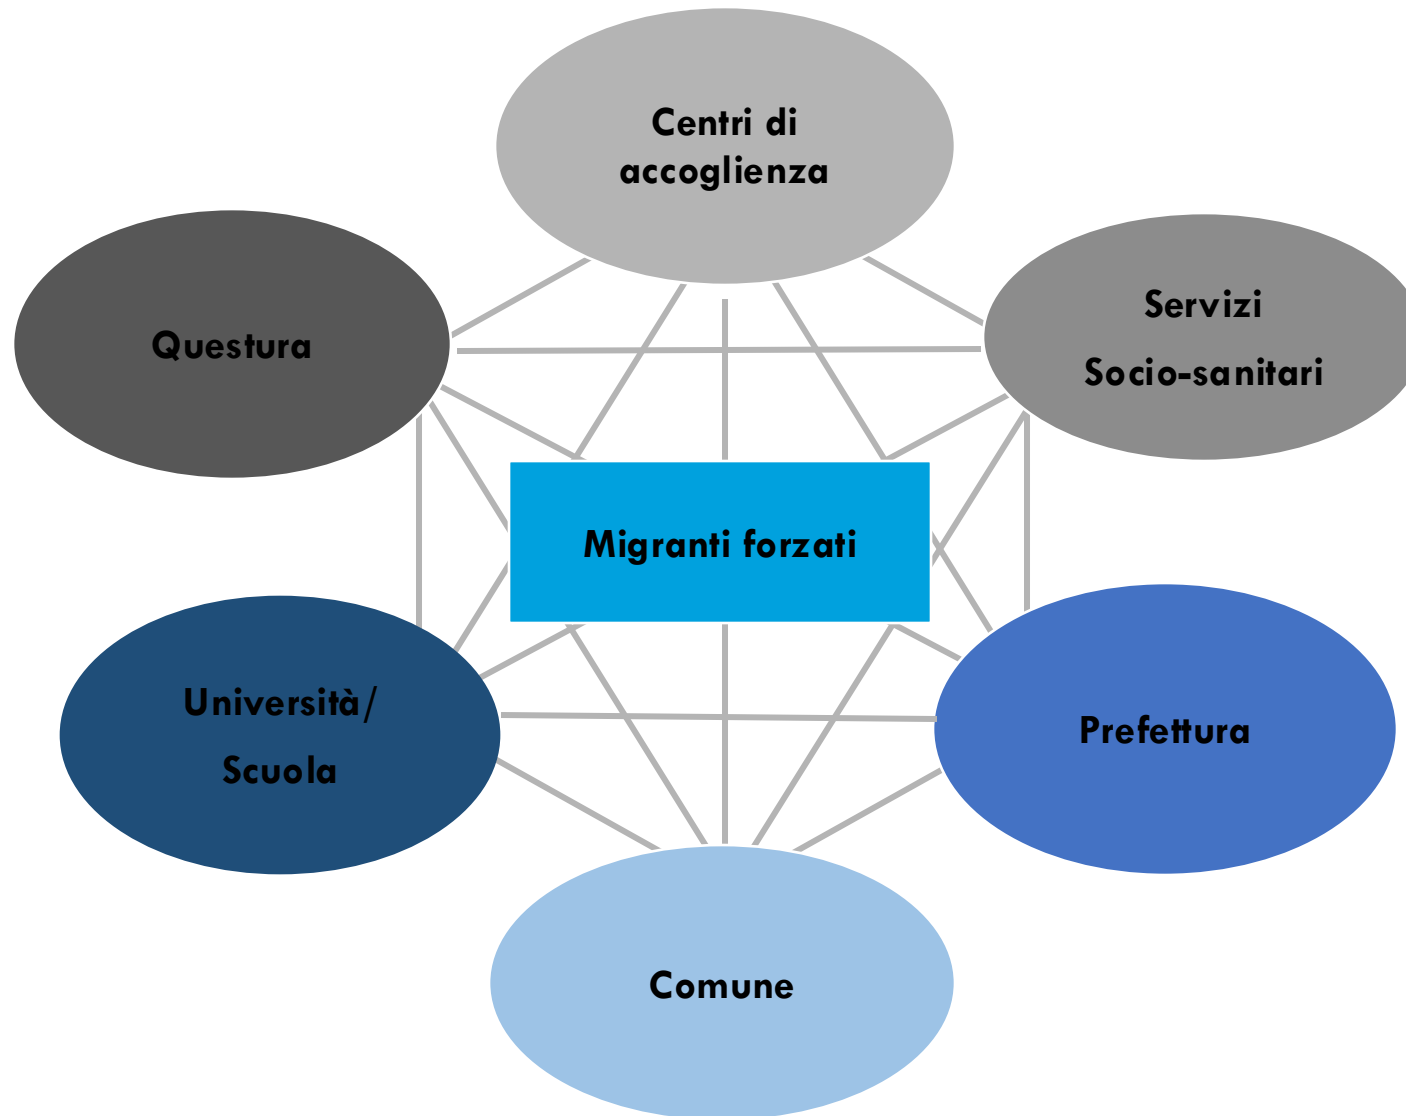 Centri di
accoglienza
Servizi
Socio-sanitari
Questura
Migranti forzati
Università/
Scuola
Prefettura
Comune